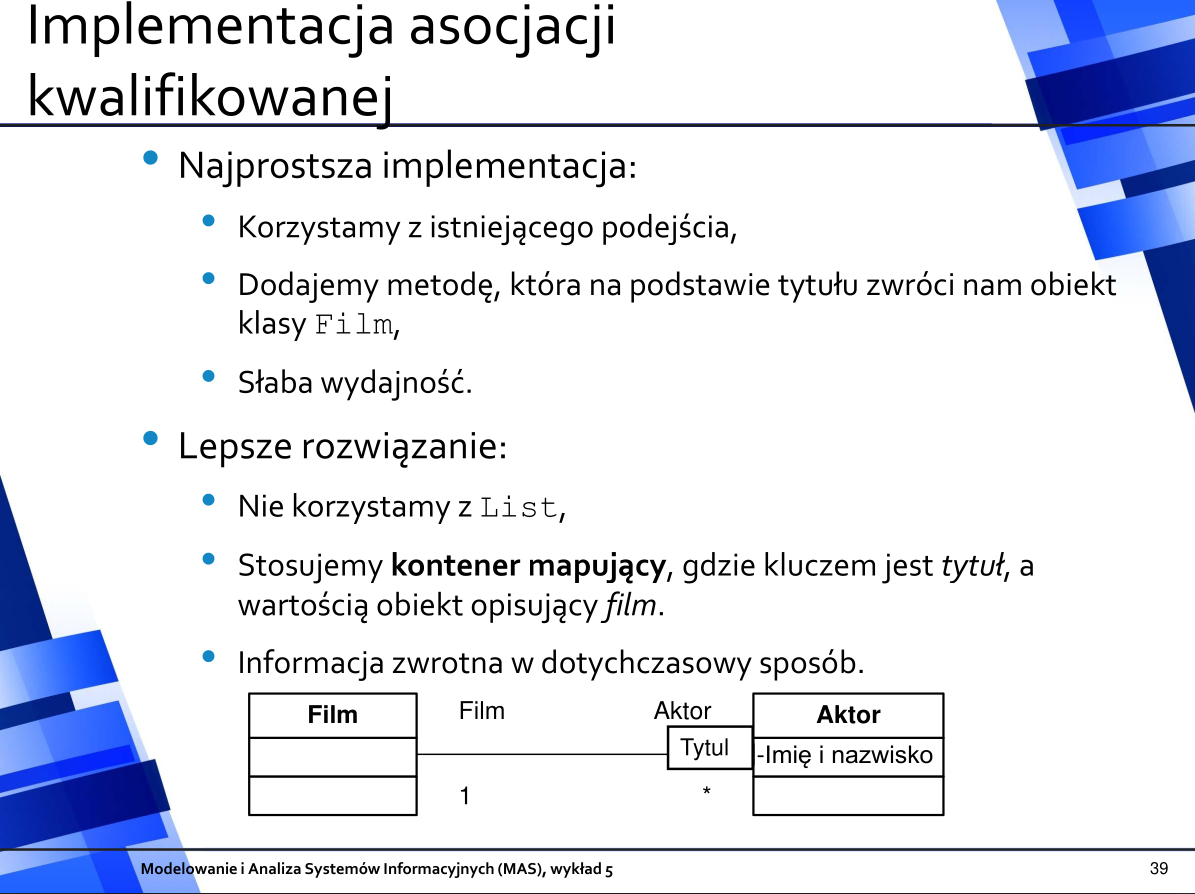 Implementacja asocjacji
kwalifikowanej
Najprostsza implementacja:
Korzystamy z istniejącego podejścia,
Dodajemy metodę, która na podstawie tytułu zwróci nam obiekt
klasy Film,
Słaba wydajność.
Lepsze rozwiązanie:
Nie korzystamy z List,
Stosujemy kontener mapujący, gdzie kluczem jest tytuł, a
wartością obiekt opisujący film.
Informacja zwrotna w dotychczasowy sposób.
Film Film Aktor Aktor
Tytul -Imię i nazwisko
1 *
Modelowanie i Analiza Systemów Informacyjnych (MAS), wykład 5 39